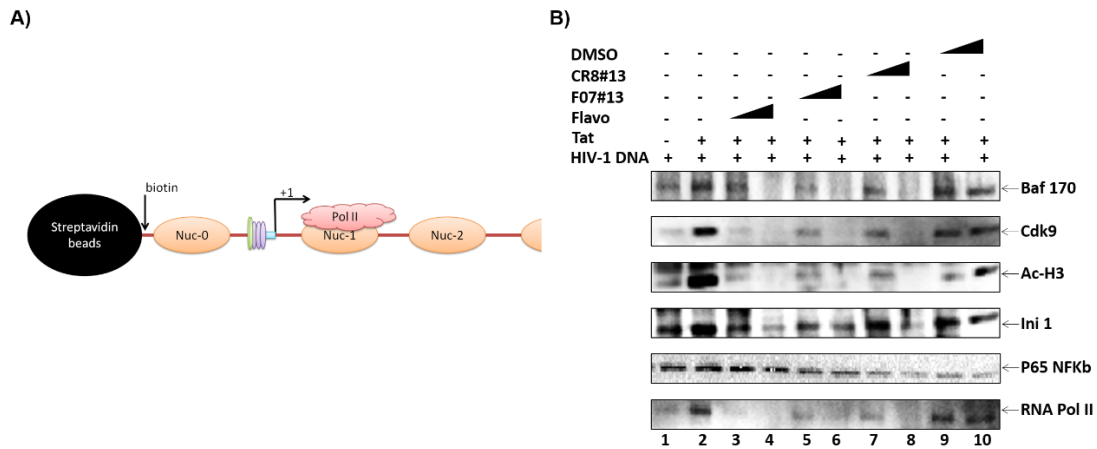 A)
biotin
Streptavidin
beads
Nuc-0
+1
Pol II
Nuc-1
Nuc-2
B)
DMSO - - - - - - - -
CR8#13 - - - - - - - -
F07#13 - - - - - - - -
Flavo - - - - - - - -
Tat - + + + + + + + + +
HIV-1 DNA + + + + + + + + + +
Baf 170
Cdk9
Ac-H3
Ini 1
P65 NFKb
RNA Pol II
1 2 3 4 5 6 7 8 9 10